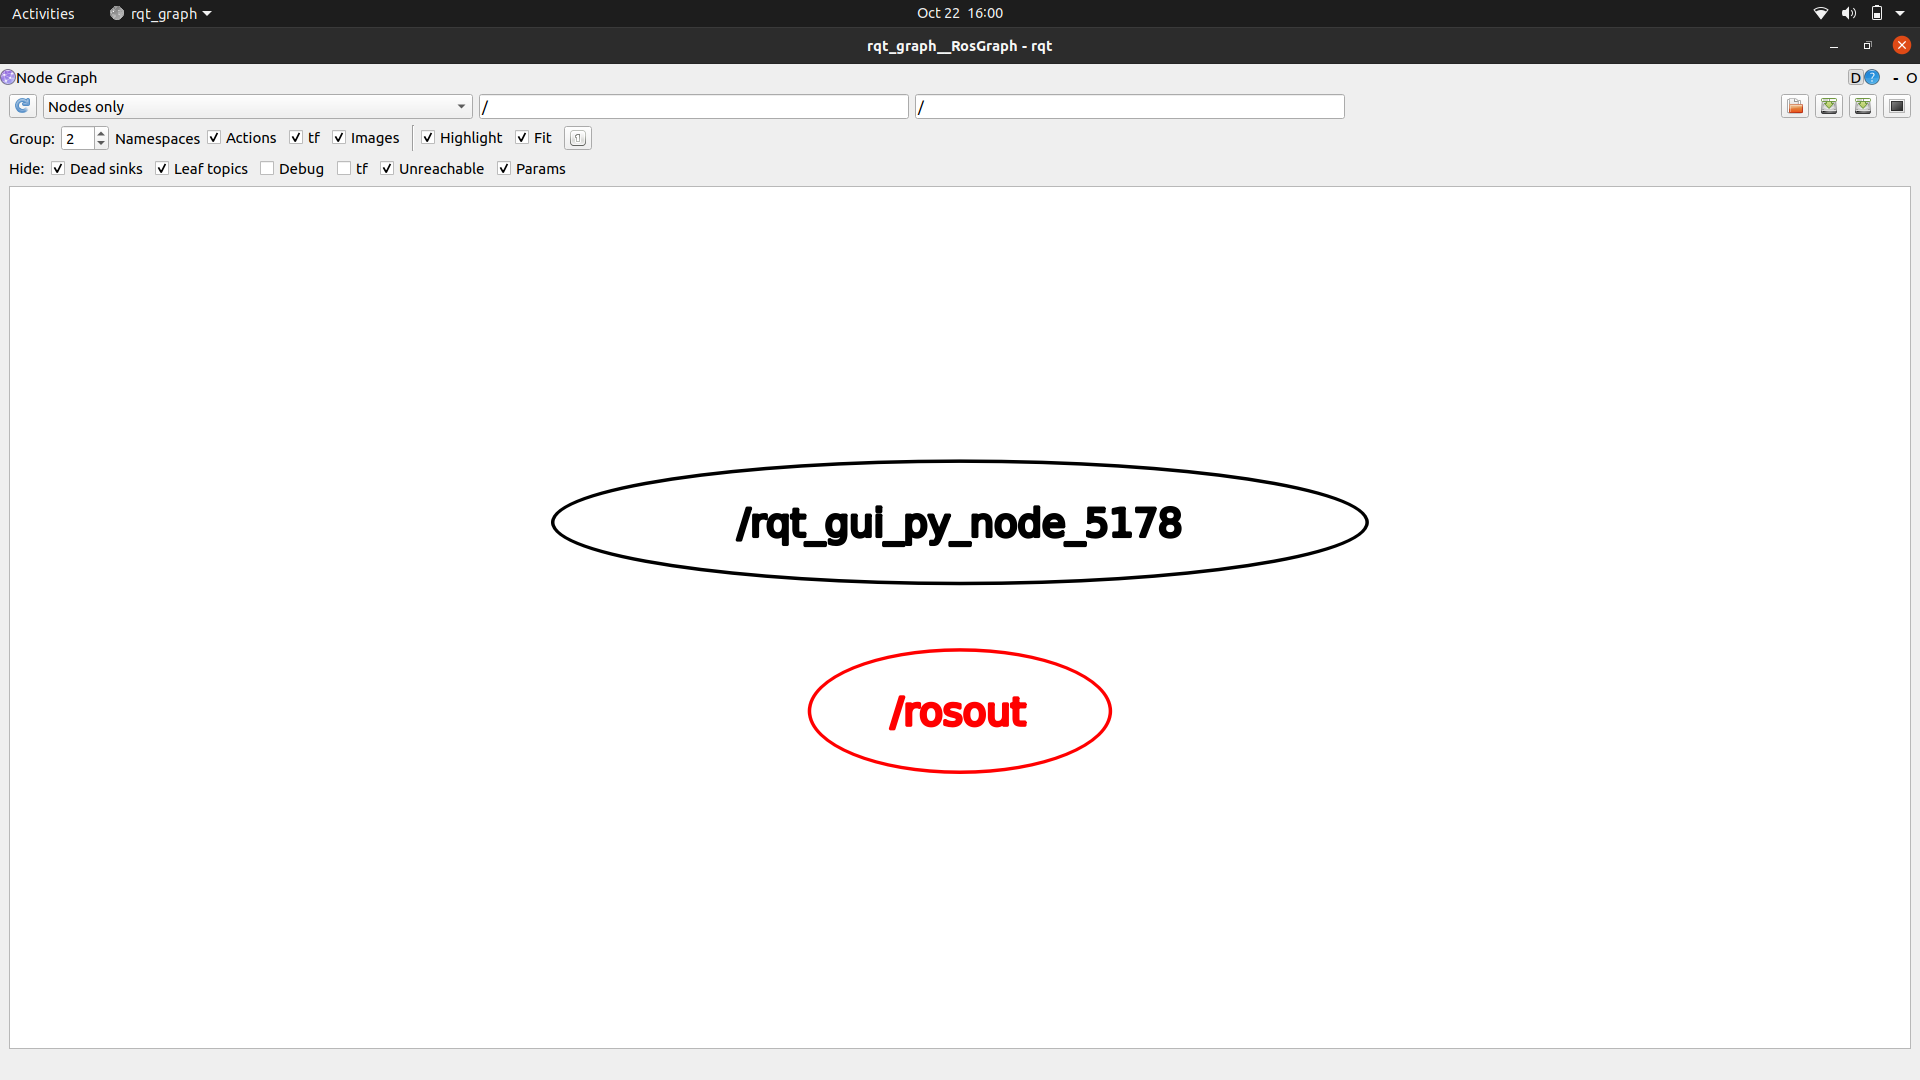 Activities rqt_graph Oct 22 16:00
rqt_graph__RosGraph - rqt
Node Graph D ? - O
Nodes only / /
Group: 2 Namespaces Actions tf Images Highlight Fit
Hide: Dead sinks Leaf topics Debug tf Unreachable Params
/rqt_gui_py_node_5178
/rosout